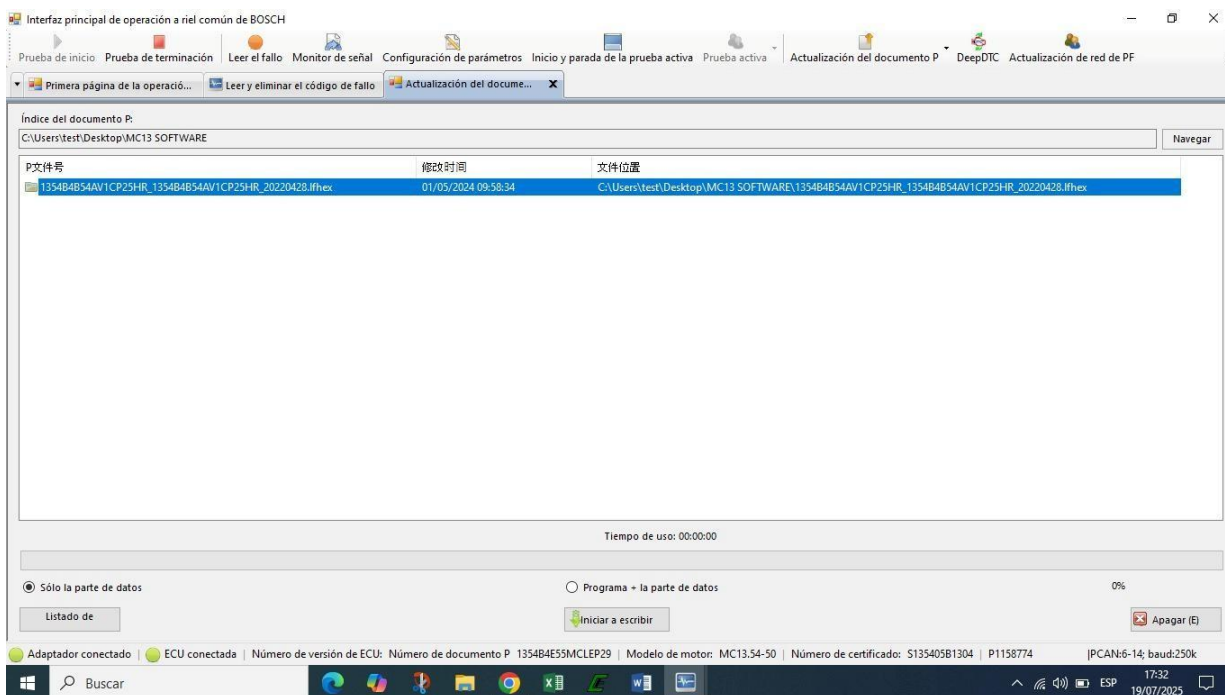 Interfaz principal de operación a riel común de BOSCH
Prueba de inicio Prueba de terminación Leer el fallo Monitor de señal Configuración de parámetros Inicio y parada de la prueba activa Prueba activa Actualización del documento P DeepDTC Actualización de red de PF
Primera página de la operació... Leer y eliminar el código de fallo Actualización del docume... X
Índice del documento P:
C:\Users\test\Desktop\MC13 SOFTWARE Navegar
P文件号 修改时间 文件位置
1354B4B54AV1CP25HR_1354B4B54AV1CP25HR_20220428.lfhex 01/05/2024 09:58:34 C:\Users\test\Desktop\MC13 SOFTWARE\1354B4B54AV1CP25HR_1354B4B54AV1CP25HR_20220428.lfhex
Tiempo de uso: 00:00:00
Sólo la parte de datos Programa + la parte de datos 0%
Listado de Iniciar a escribir Apagar (E)
Adaptador conectado | ECU conectada | Número de versión de ECU: Número de documento P 1354B4E55MCLEP29 | Modelo de motor: MC13.54-50 | Número de certificado: S135405B1304 | P1158774 |PCAN:6-14; baud:250k
Buscar ESP 17:32
19/07/2025